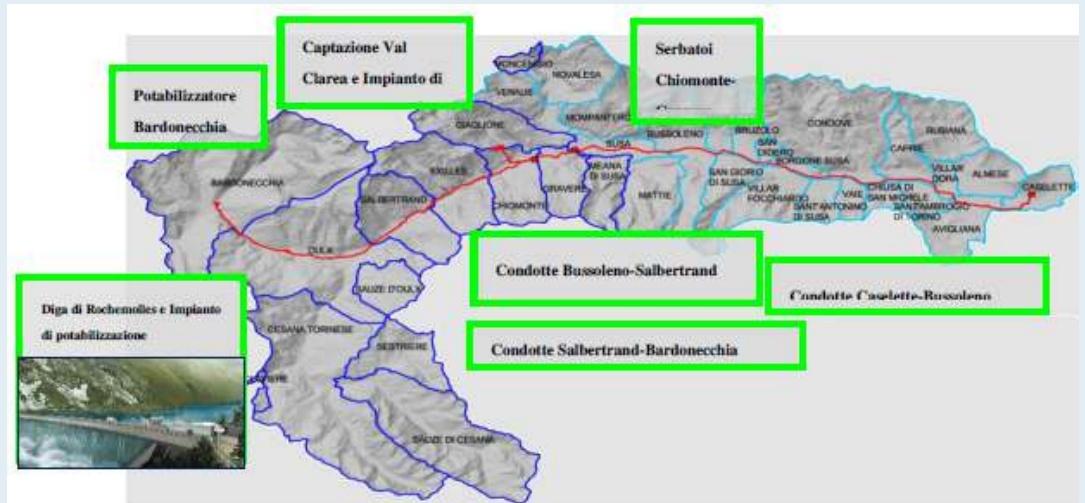 Captazione Val
Clarea e Impianto di
Serbatoi
Chiomonte-
Potabilizzatore
Bardonecchia
MONCENISIO
NOVALESA
VENAUS
MOMPANTERO
GIAGLIONE
SUSA
BUSSOLENO
BRUZOLO
SAN
DIDERO
CONDOVE
BORGONE SUSA
CAPRIE
RUBIANA
VILLAR
DORA
ALMESE
CASELETTE
BARDONECCHIA
SALBERTRAND
EXILLES
CHIOMONTE
GRAVERE
MEANA
DI SUSA
MATTIE
SAN GIORIO
DI SUSA
VILLAR
FOCCHIARDO
SANT'ANTONINO
DI SUSA
VAIE
CHIUSA DI
SAN MICHELE
SANT'AMBROGIO
DI TORINO
AVIGLIANA
OULX
SAUZE D'OULX
Condotte Bussoleno-Salbertrand
Condotte Caselette-Bussoleno
Diga di Rochemolles e Impianto
di potabilizzazione
CESANA TORINESE
SESTRIERE
Condotte Salbertrand-Bardonecchia
SAUZE DI CESANA